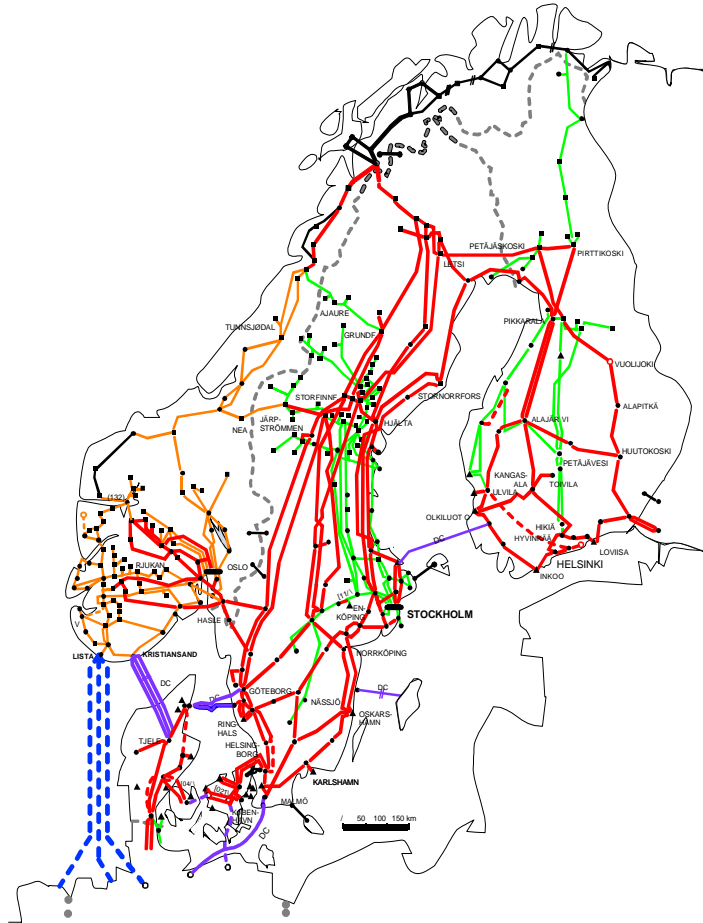 PETÄJÄSKOSKI
PIRTTIKOSKI
LETSI
AJAURE
TUNNSJØDAL
GRUNDF
PIKKARALA
VUOLIJOKI
STORNORRFORS
STORFINNF
ALAPITKÄ
NEA
JÄRP-
STRÖMMEN
HJÄLTA
ALAJÄRVI
HUUTOKOSKI
PETÄJÄVESI
KANGAS-
ALA
TOIVILA
ULVILA
(132)
OLKILUOTO
HIKIÄ
DC
HYVINKÄÄ
LOVIISA
HELSINKI
INKOO
RJUKAN
OSLO
EN-
KÖPING
STOCKHOLM
HASLE
NORRKÖPING
LISTA
KRISTIANSAND
DC
DC
DC
GÖTEBORG
NÄSSJÖ
OSKARS-
HAMN
RING-
HALS
TJELE
HELSING-
BORG
KARLSHAMN
MALMÖ
KØBEN-
HAVN
DC
/ 50 100 150 km